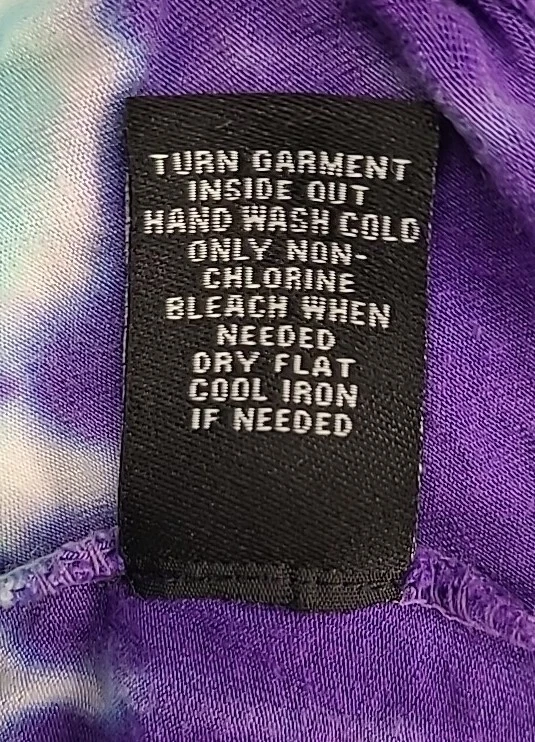 TURN GARMENT
INSIDE OUT
HAND WASH COLD
ONLY NON-
CHLORINE
BLEACH WHEN
NEEDED
DRY FLAT
COOL IRON
IF NEEDED